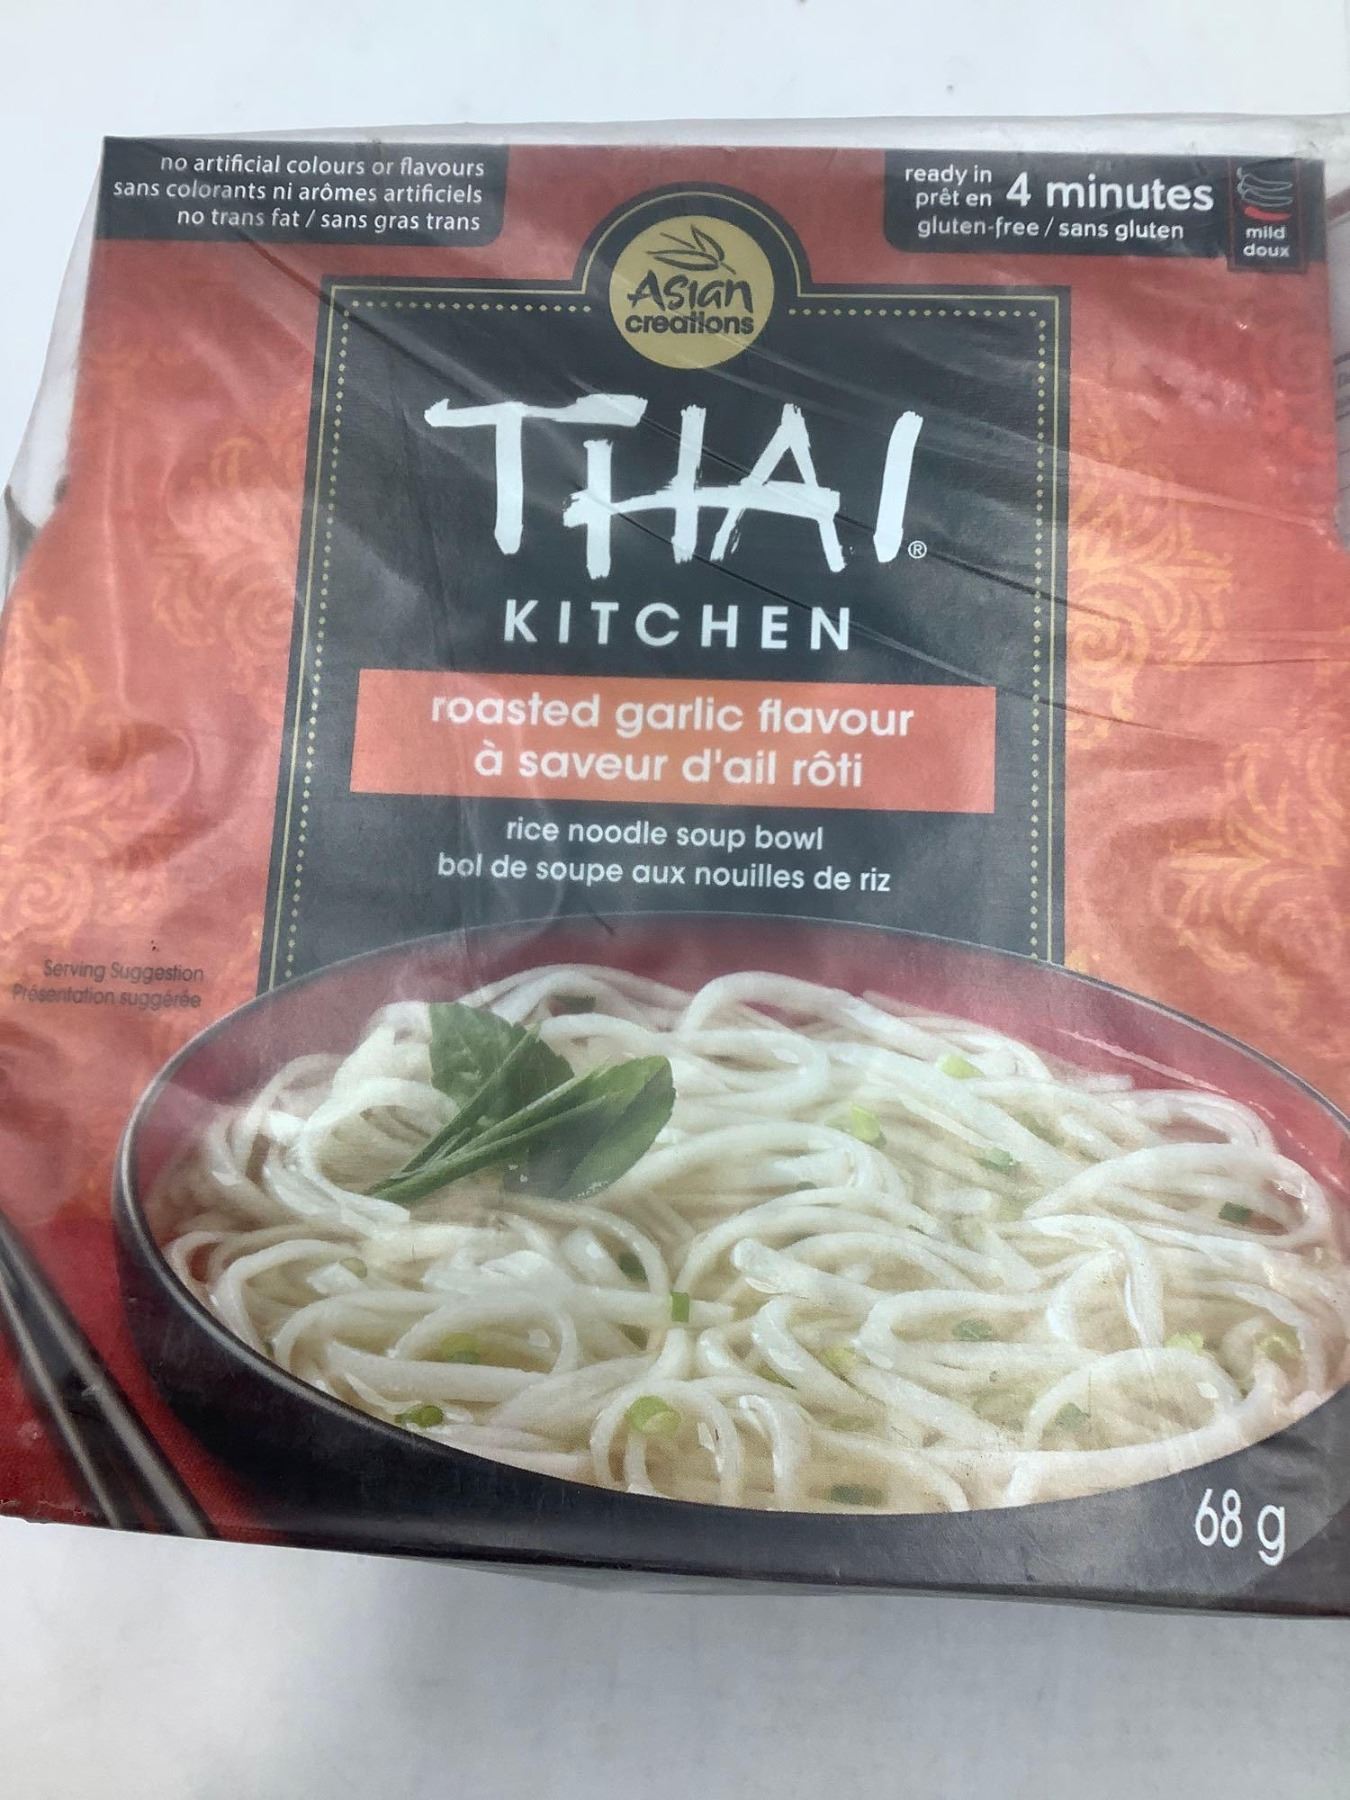 no artificial colours or flavours
sans colorants ni arômes artificiels
no trans fat / sans gras trans
ready in
prêt en
4 minutes
gluten-free / sans gluten
mild
doux
Asian
creations
THAI®
KITCHEN
roasted garlic flavour
à saveur d'ail rôti
rice noodle soup bowl
bol de soupe aux nouilles de riz
Serving Suggestion
Présentation suggérée
68 g